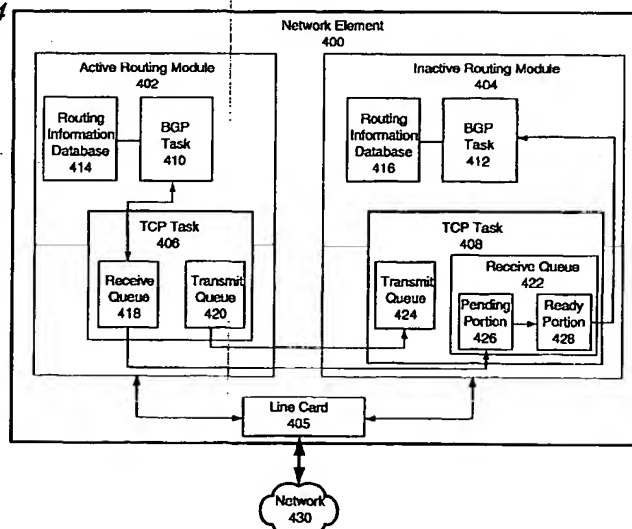 4
Network Element
400
Active Routing Module
402
Routing
Information
Database
414
BGP
Task
410
TCP Task
406
Receive
Queue
418
Transmit
Queue
420
Inactive Routing Module
404
Routing
Information
Database
416
BGP
Task
412
TCP Task
408
Transmit
Queue
424
Receive Queue
422
Pending
Portion
426
Ready
Portion
428
Line Card
405
Network
430